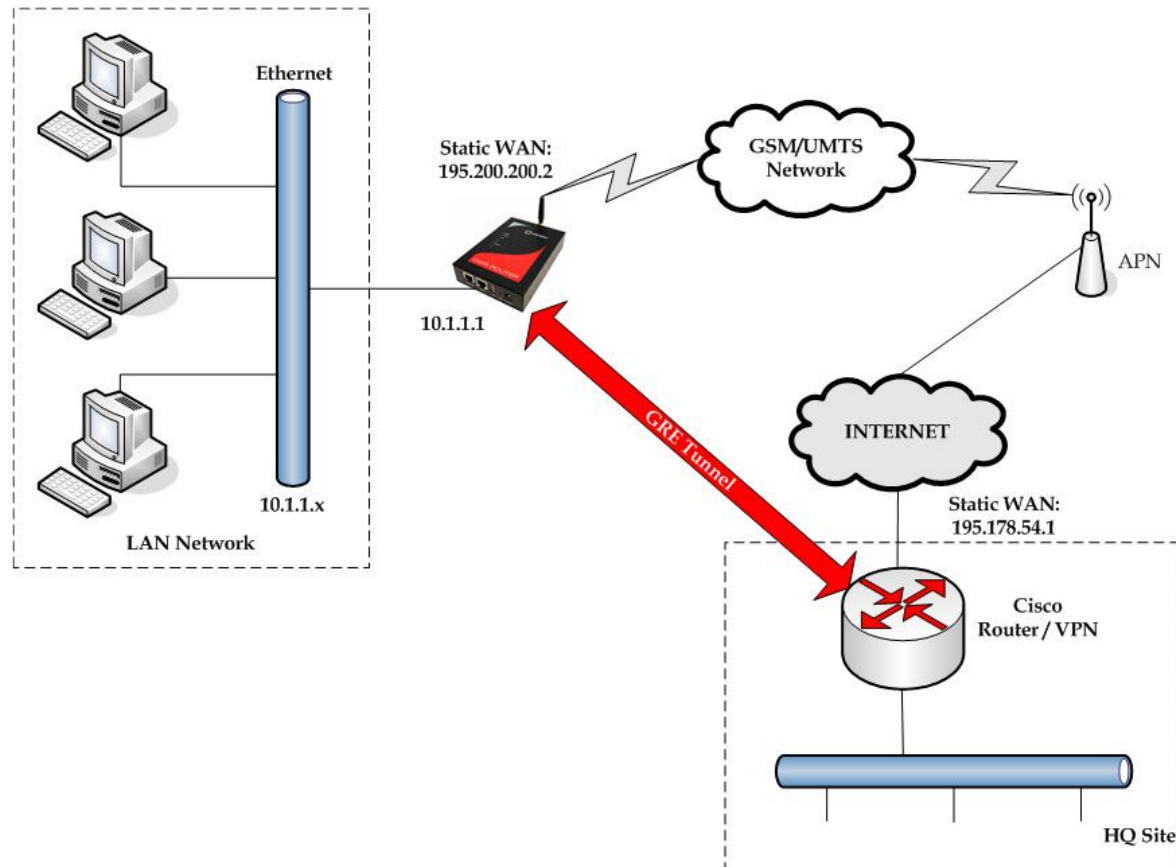 Ethernet
Static WAN:
195.200.200.2
GSM/UMTS
Network
APN
10.1.1.1
GRE Tunnel
INTERNET
Static WAN:
195.178.54.1
10.1.1.x
LAN Network
Cisco
Router / VPN
HQ Site